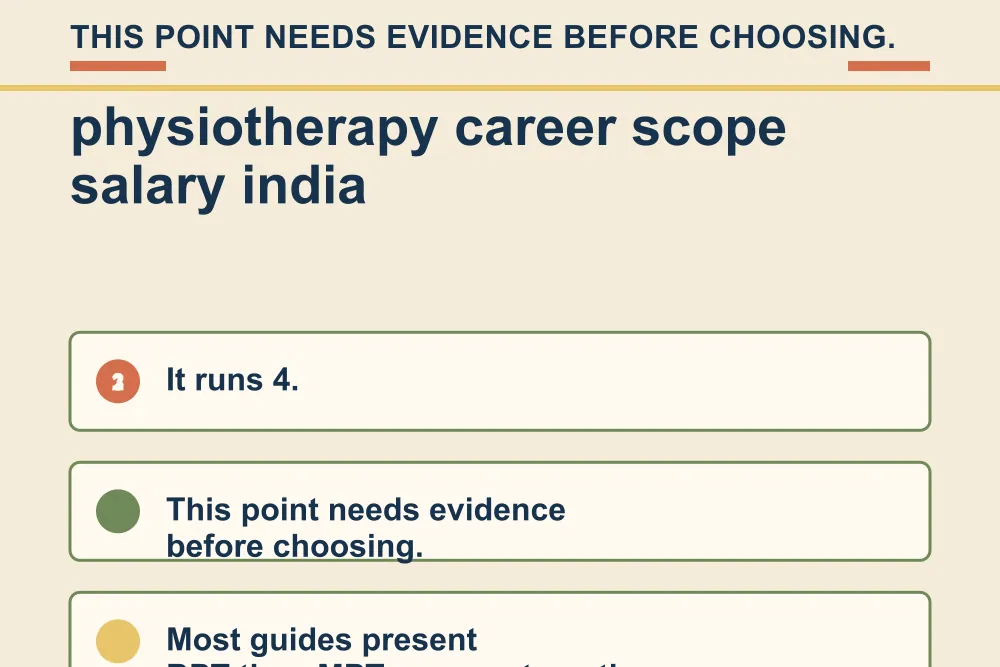 THIS POINT NEEDS EVIDENCE BEFORE CHOOSING.
physiotherapy career scope
salary india
It runs 4.
This point needs evidence
before choosing.
Most guides present